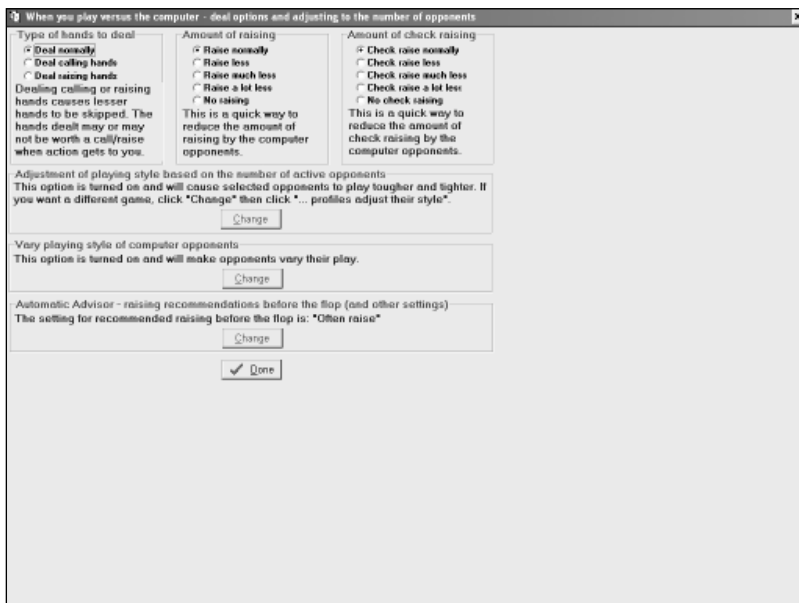 When you play versus the computer - deal options and adjusting to the number of opponents
Type of hands to deal
Deal normally
Deal calling hands
Deal raising hands
Dealing calling or raising
hands causes lesser
hands to be skipped. The
hands dealt may or may
not be worth a call/raise
when action gets to you.
Amount of raising
Raise normally
Raise less
Raise much less
Raise a lot less
No raising
This is a quick way to
reduce the amount of
raising by the computer
opponents.
Amount of check raising
Check raise normally
Check raise less
Check raise much less
Check raise a lot less
No check raising
This is a quick way to
reduce the amount of
check raising by the
computer opponents.
Adjustment of playing style based on the number of active opponents
This option is turned on and will cause selected opponents to play tougher and tighter. If
you want a different game, click "Change" then click "... profiles adjust their style".
Change
Vary playing style of computer opponents
This option is turned on and will make opponents vary their play.
Change
Automatic Advisor - raising recommendations before the flop (and other settings)
The setting for recommended raising before the flop is: "Often raise"
Change
Done